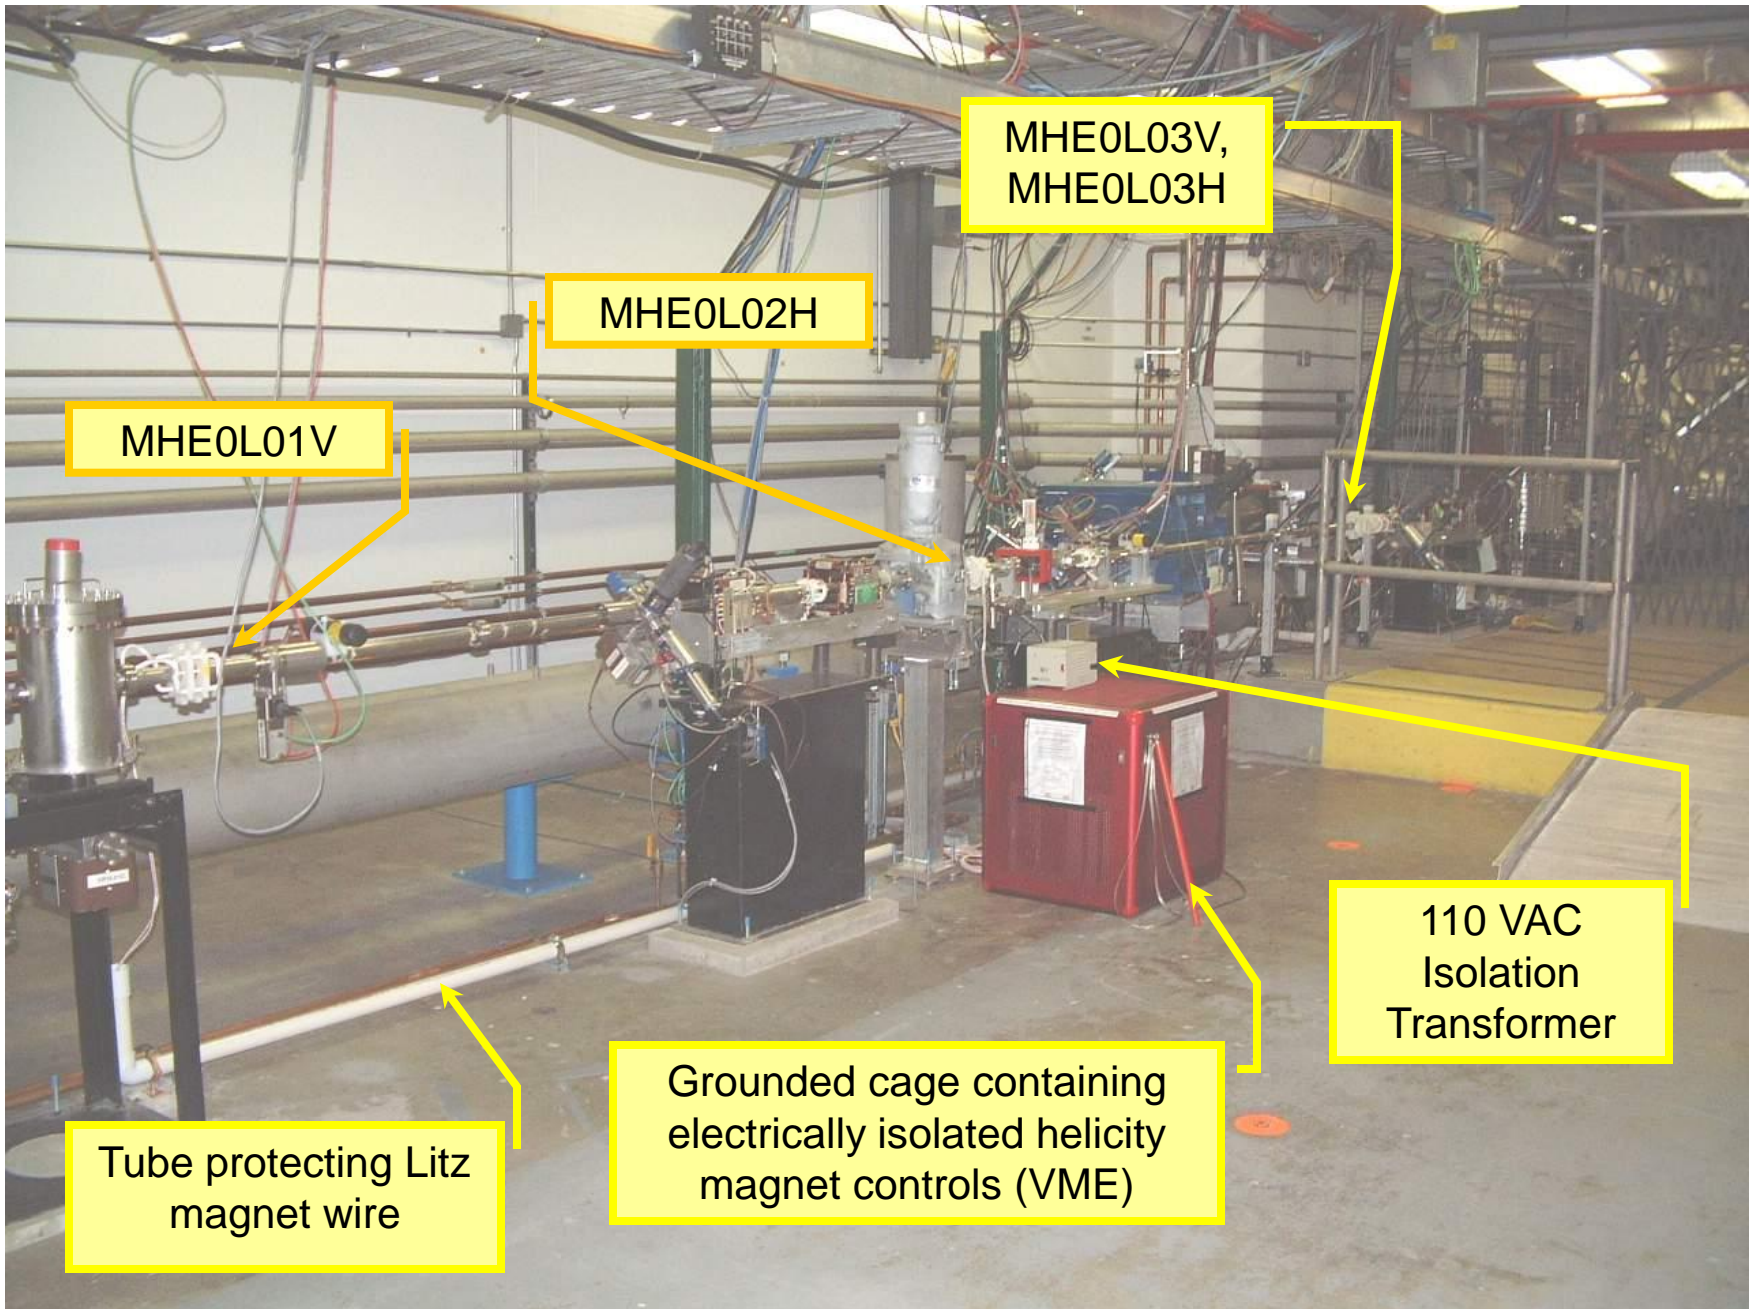 MHE0L03V,
MHE0L03H
MHE0L02H
MHE0L01V
110 VAC
Isolation
Transformer
Grounded cage containing
electrically isolated helicity
magnet controls (VME)
Tube protecting Litz
magnet wire